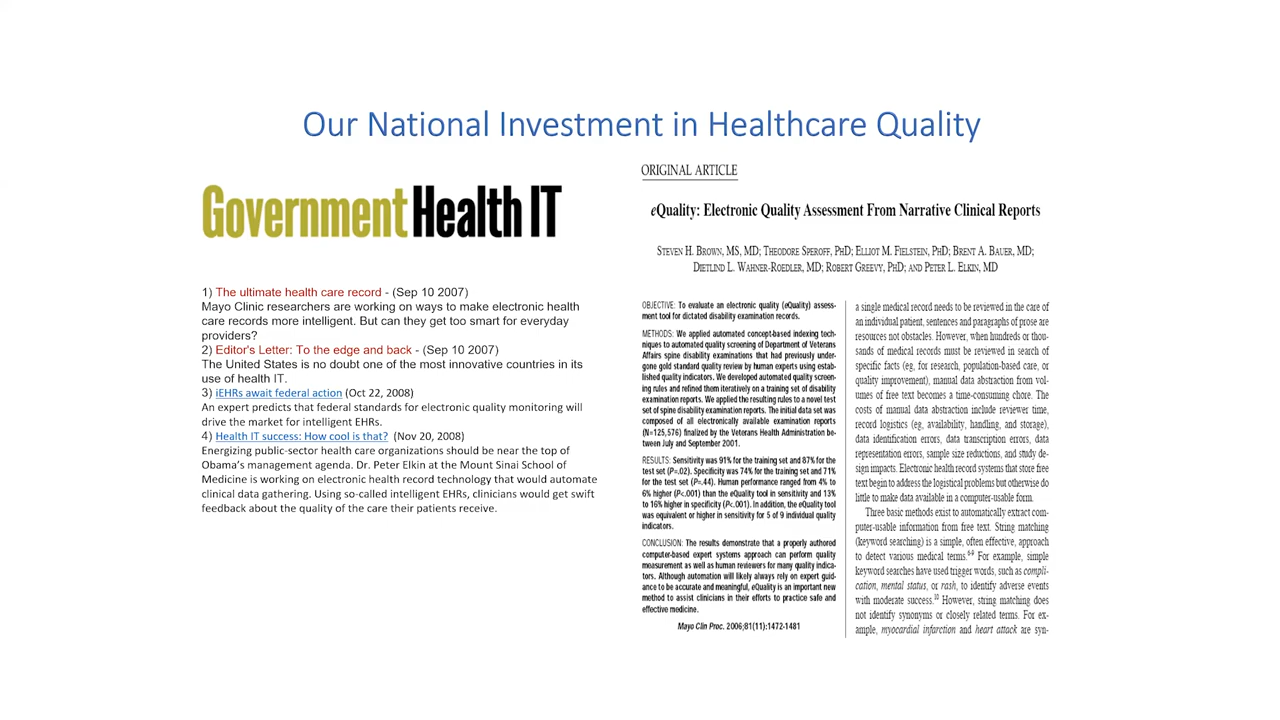 Our National Investment in Healthcare Quality
Government Health IT
1) The ultimate health care record - (Sep 10 2007)
Mayo Clinic researchers are working on ways to make electronic health
care records more intelligent. But can they get too smart for everyday
providers?
2) Editor's Letter: To the edge and back - (Sep 10 2007)
The United States is no doubt one of the most innovative countries in its
use of health IT.
3) iEHRs await federal action (Oct 22, 2008)
An expert predicts that federal standards for electronic quality monitoring will
drive the market for intelligent EHRs.
4) Health IT success: How cool is that? (Nov 20, 2008)
Energizing public-sector health care organizations should be near the top of
Obama's management agenda. Dr. Peter Elkin at the Mount Sinai School of
Medicine is working on electronic health record technology that would automate
clinical data gathering. Using so-called intelligent EHRs, clinicians would get swift
feedback about the quality of the care their patients receive.
ORIGINAL ARTICLE
eQuality: Electronic Quality Assessment From Narrative Clinical Reports
STEVEN H. BROWN, MS, MD; THEODORE SPEROFF, PHD; ELLIOT M. FIELSTEIN, PHD; BRENT A. BAUER, MD;
DIETLIND L. WAHNER-ROEDLER, MD; ROBERT GREEVY, PHD; AND PETER L. ELKIN, MD
OBJECTIVE: To evaluate an electronic quality (eQuality) assess-
ment tool for dictated disability examination records.
METHODS: We applied automated concept-based indexing tech-
niques to automated quality screening of Department of Veterans
Affairs spine disability examinations that had previously under-
gone gold standard quality review by human experts using estab-
lished quality indicators. We developed automated quality screen-
ing rules and refined them iteratively on a training set of disability
examination reports. We applied the resulting rules to a novel test
set of spine disability examination reports. The initial data set was
composed of all electronically available examination reports
(N=125,576) finalized by the Veterans Health Administration be-
tween July and September 2001.
RESULTS: Sensitivity was 91% for the training set and 87% for the
test set (P=.02). Specificity was 74% for the training set and 71%
for the test set (P=.44). Human performance ranged from 4% to
6% higher (P<.001) than the eQuality tool in sensitivity and 13%
to 16% higher in specificity (P<.001). In addition, the eQuality tool
was equivalent or higher in sensitivity for 5 of 9 individual quality
indicators.
CONCLUSION: The results demonstrate that a properly authored
computer-based expert systems approach can perform quality
measurement as well as human reviewers for many quality indica-
tors. Although automation will likely always rely on expert guid-
ance to be accurate and meaningful, eQuality is an important new
method to assist clinicians in their efforts to practice safe and
effective medicine.
Mayo Clin Proc. 2006;81(11):1472-1481
a single medical record needs to be reviewed in the care of
an individual patient, sentences and paragraphs of prose are
resources not obstacles. However, when hundreds or thou-
sands of medical records must be reviewed in search of
specific facts (eg, for research, population-based care, or
quality improvement), manual data abstraction from vol-
umes of free text becomes a time-consuming chore. The
costs of manual data abstraction include reviewer time,
record logistics (eg, availability, handling, and storage),
data identification errors, data transcription errors, data
representation errors, sample size reductions, and study de-
sign impacts. Electronic health record systems that store free
text begin to address the logistical problems but otherwise do
little to make data available in a computer-usable form.
Three basic methods exist to automatically extract com-
puter-usable information from free text. String matching
(keyword searching) is a simple, often effective, approach
to detect various medical terms.6-9 For example, simple
keyword searches have used trigger words, such as compli-
cation, mental status, or rash, to identify adverse events
with moderate success.10 However, string matching does
not identify synonyms or closely related terms. For ex-
ample, myocardial infarction and heart attack are syn-